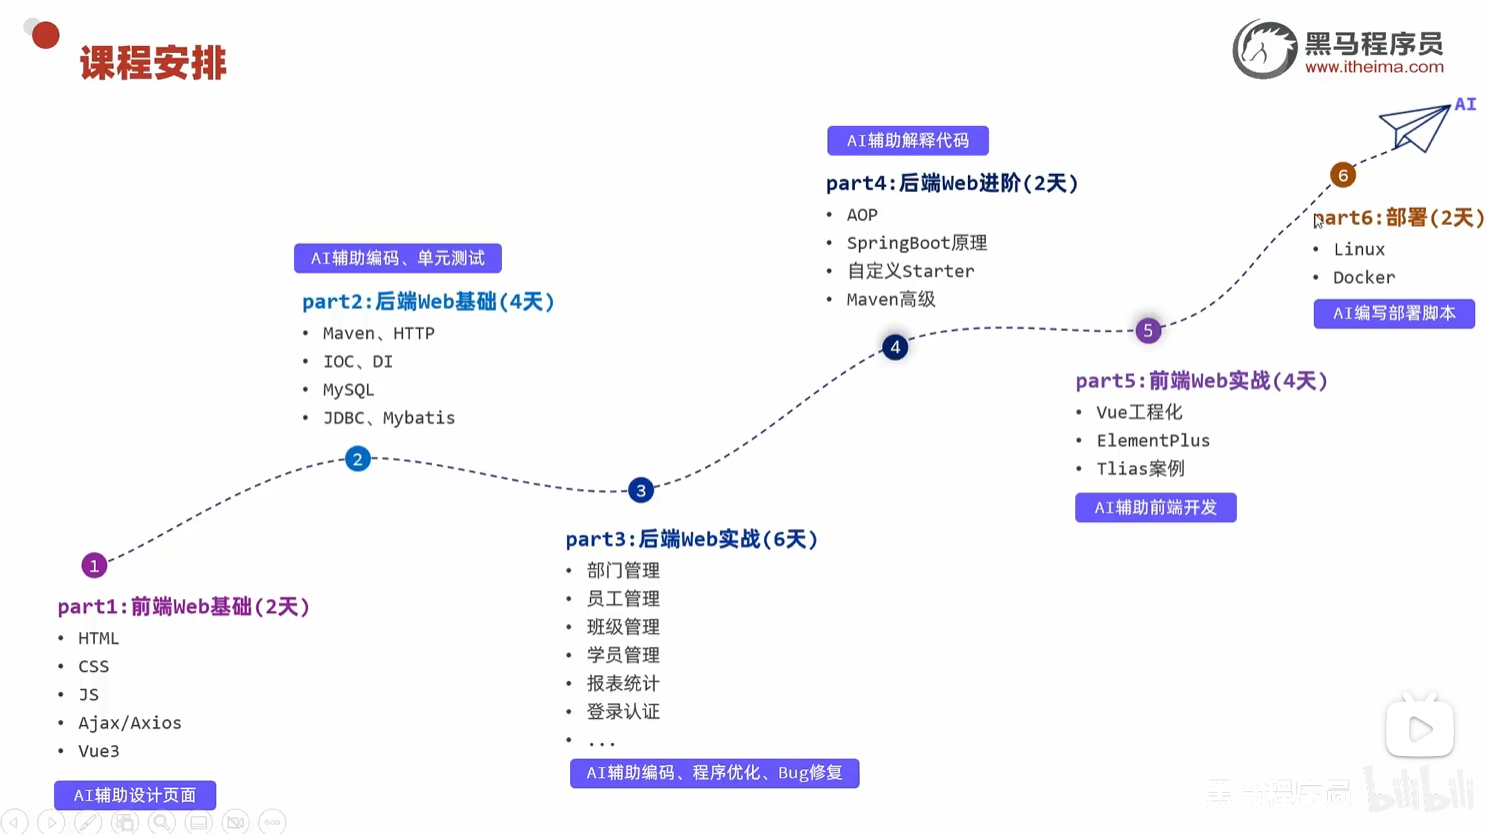 课程安排
黑马程序员
www.itheima.com
AI
1
part1:前端Web基础(2天)
• HTML
• CSS
• JS
• Ajax/Axios
• Vue3
AI辅助设计页面
AI辅助编码、单元测试
part2:后端Web基础(4天)
• Maven、HTTP
• IOC、DI
• MySQL
• JDBC、Mybatis
2
3
part3:后端Web实战(6天)
• 部门管理
• 员工管理
• 班级管理
• 学员管理
• 报表统计
• 登录认证
• ...
AI辅助编码、程序优化、Bug修复
AI辅助解释代码
part4:后端Web进阶(2天)
• AOP
• SpringBoot原理
• 自定义Starter
• Maven高级
4
5
part5:前端Web实战(4天)
• Vue工程化
• ElementPlus
• Tlias案例
AI辅助前端开发
6
part6:部署(2天)
• Linux
• Docker
AI编写部署脚本
黑马程序员
bilibili